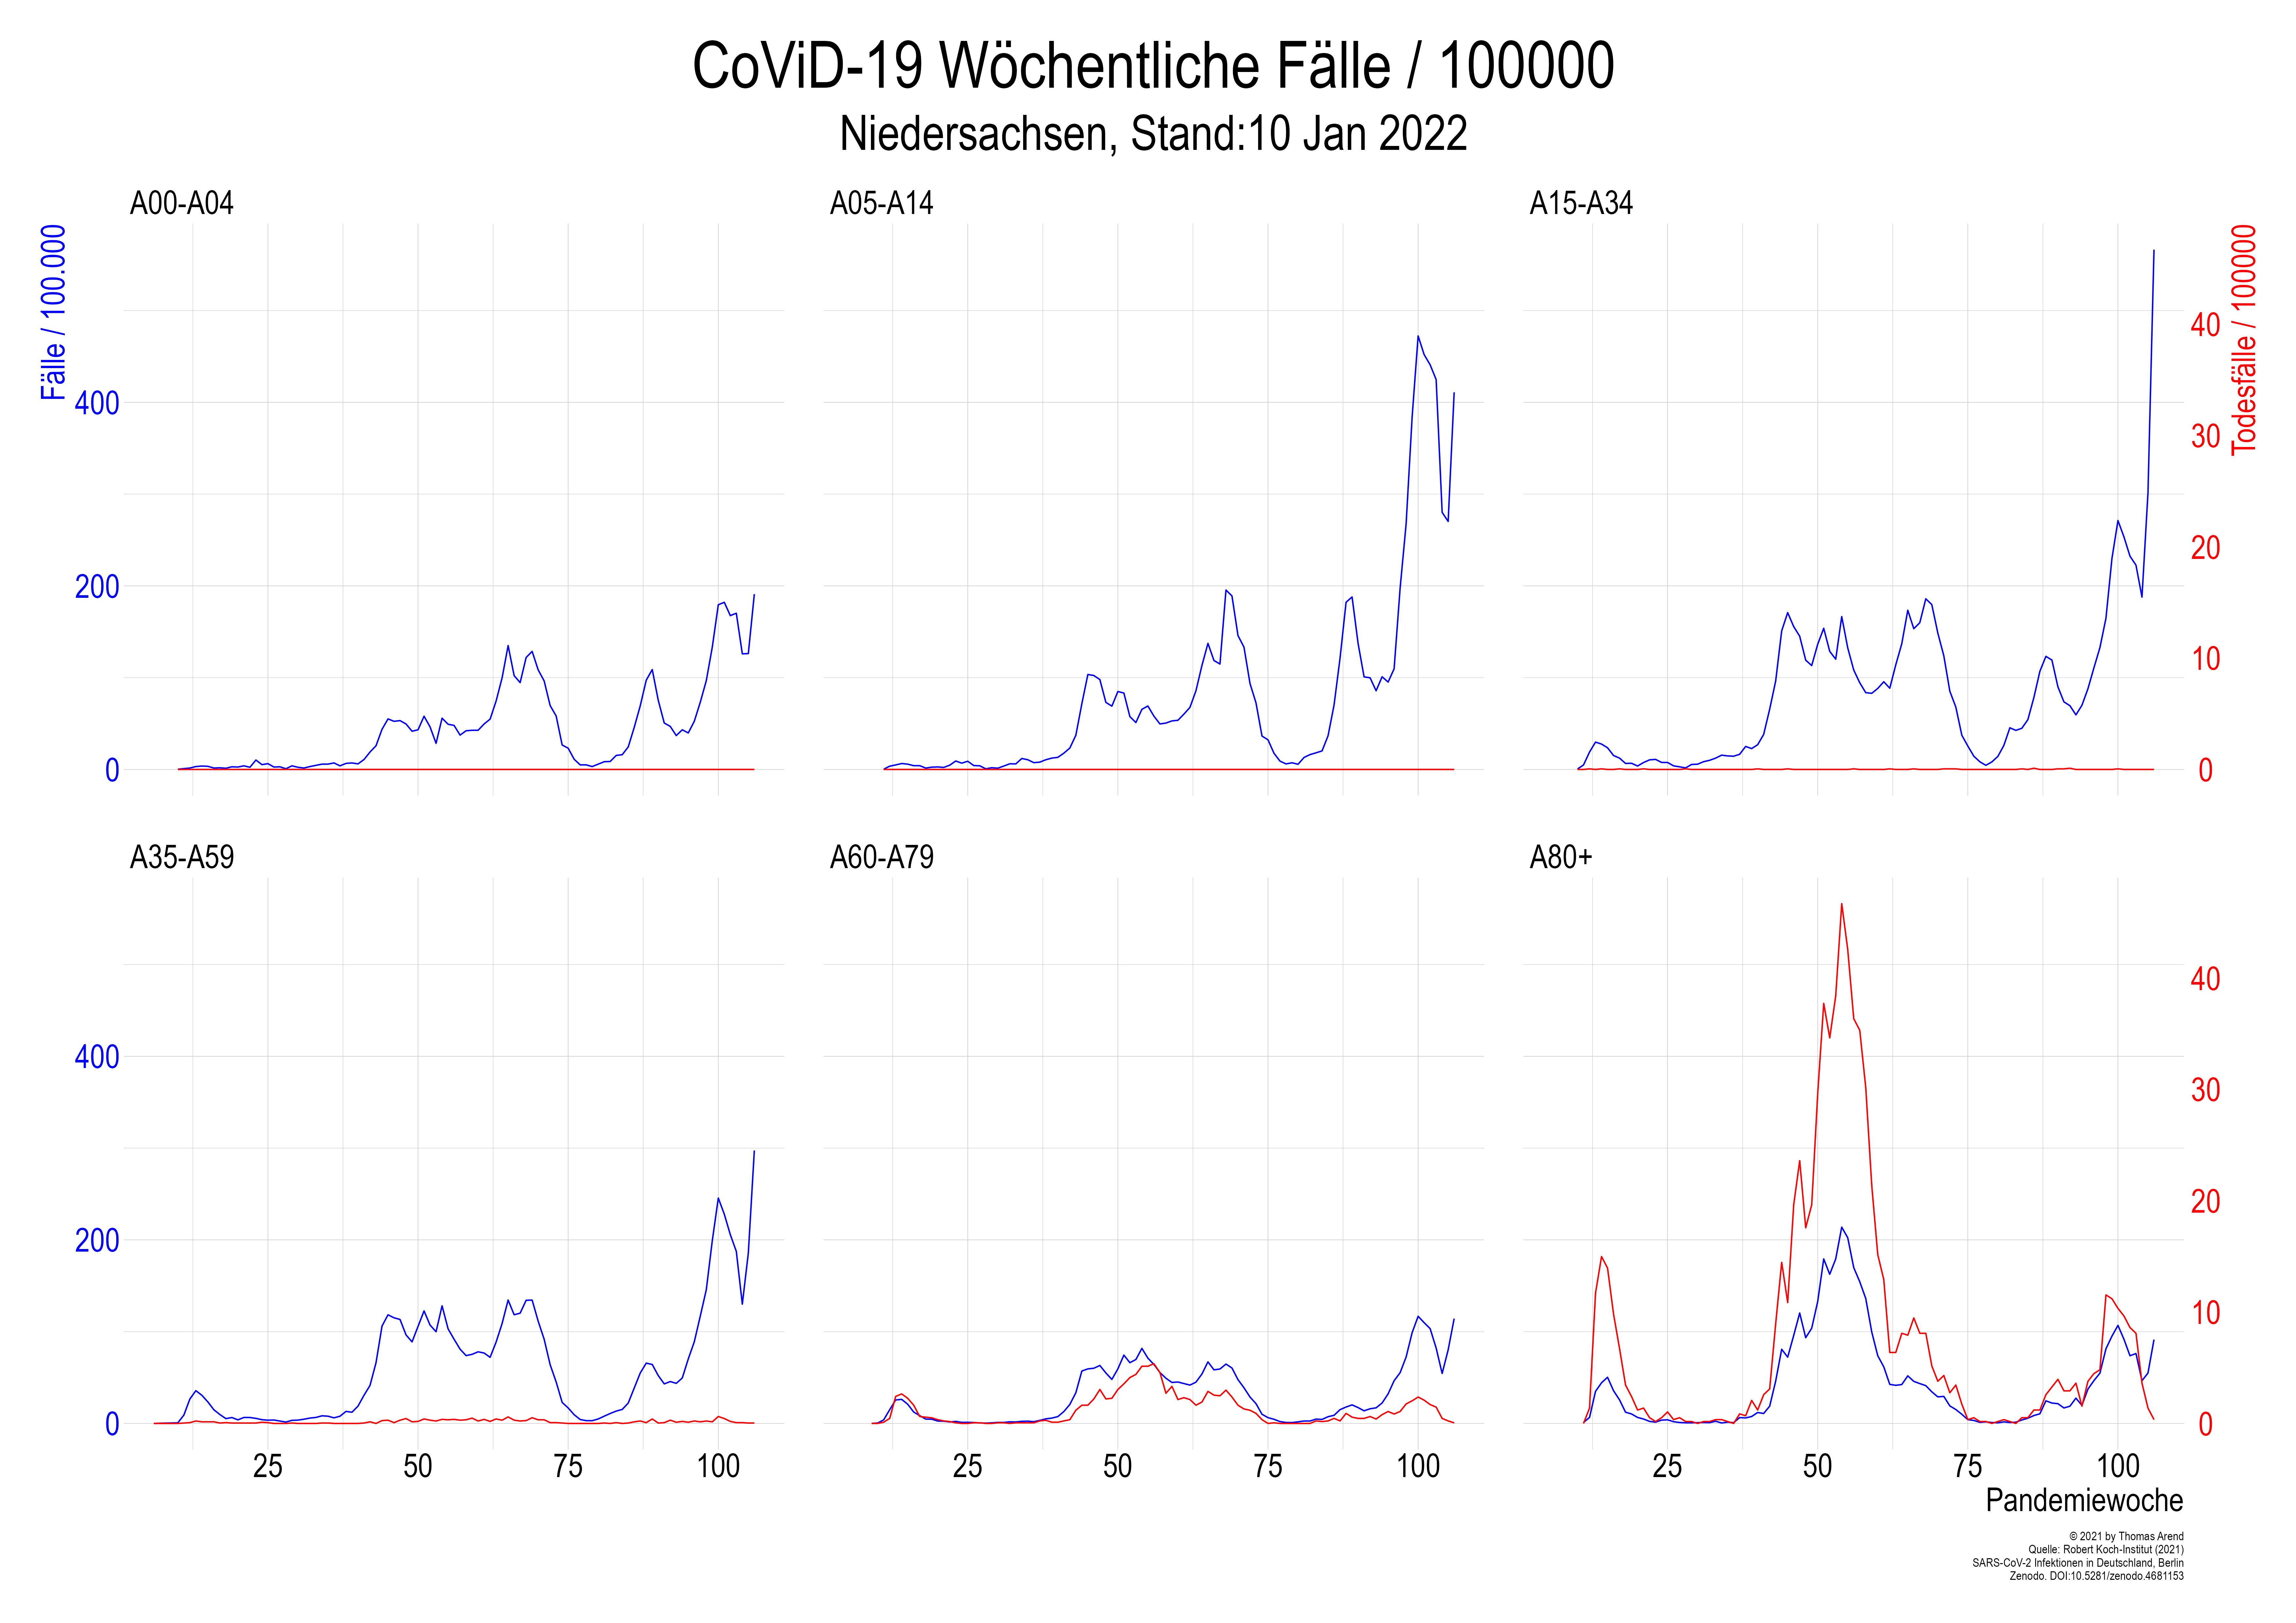 CoViD-19 Wöchentliche Fälle / 100000
Niedersachsen, Stand:10 Jan 2022
A00-A04
A05-A14
A15-A34
Fälle / 100.000
Todesfälle / 100000
400
200
0
40
30
20
10
0
A35-A59
A60-A79
A80+
400
200
0
40
30
20
10
0
25 50 75 100
25 50 75 100
25 50 75 100
Pandemiewoche
© 2021 by Thomas Arend
Quelle: Robert Koch-Institut (2021)
SARS-CoV-2 Infektionen in Deutschland, Berlin
Zenodo. DOI:10.5281/zenodo.4681153